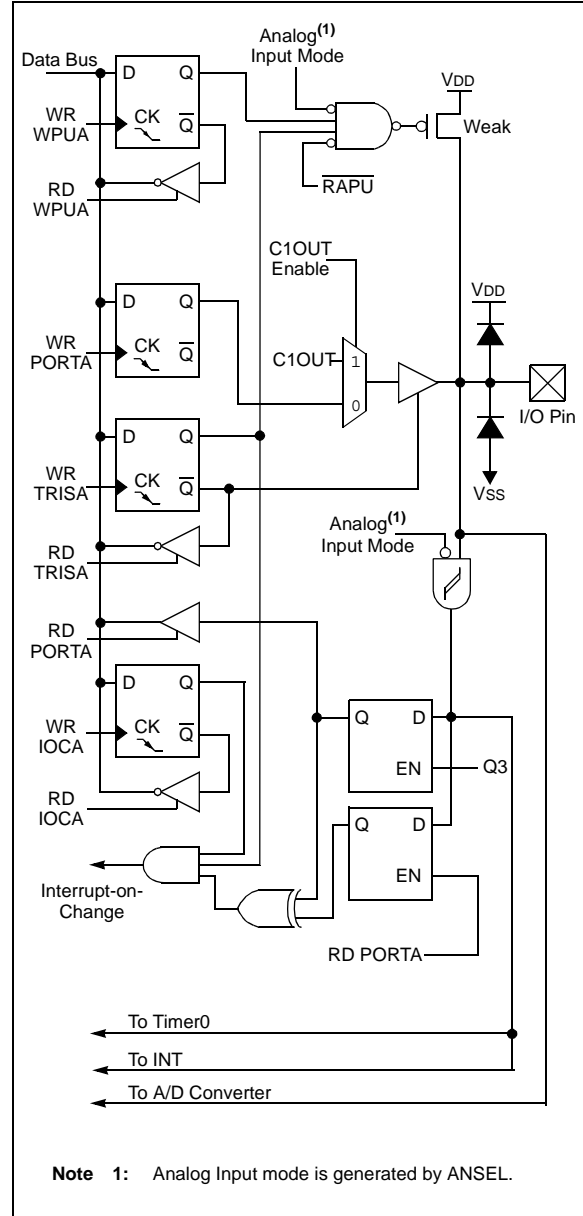 Analog(1)
Input Mode
Data Bus
D Q
VDD
WR
WPUA
CK
Q
Weak
RD
WPUA
RAPU
C1OUT
Enable
VDD
D Q
C1OUT
1
WR
PORTA
CK
Q
0
I/O Pin
D Q
WR
TRISA
CK
Q
VSS
Analog(1)
Input Mode
RD
TRISA
RD
PORTA
D Q
Q D
WR
IOCA
CK
Q
EN
Q3
RD
IOCA
Q D
EN
Interrupt-on-
Change
RD PORTA
To Timer0
To INT
To A/D Converter
Note 1: Analog Input mode is generated by ANSEL.